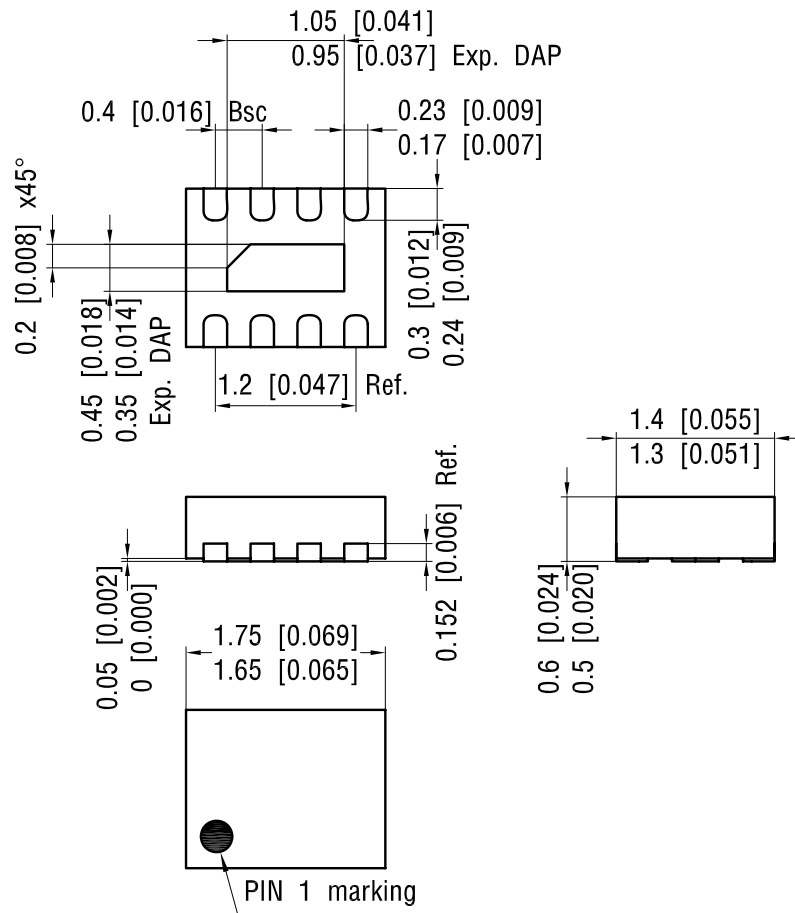 1.05 [0.041]
0.95 [0.037] Exp. DAP
0.4 [0.016] Bsc
0.23 [0.009]
0.17 [0.007]
0.2 [0.008] x45°
0.45 [0.018]
0.35 [0.014]
Exp. DAP
0.3 [0.012]
0.24 [0.009]
1.2 [0.047] Ref.
1.4 [0.055]
1.3 [0.051]
0.05 [0.002]
0 [0.000]
0.152 [0.006] Ref.
0.6 [0.024]
0.5 [0.020]
1.75 [0.069]
1.65 [0.065]
PIN 1 marking